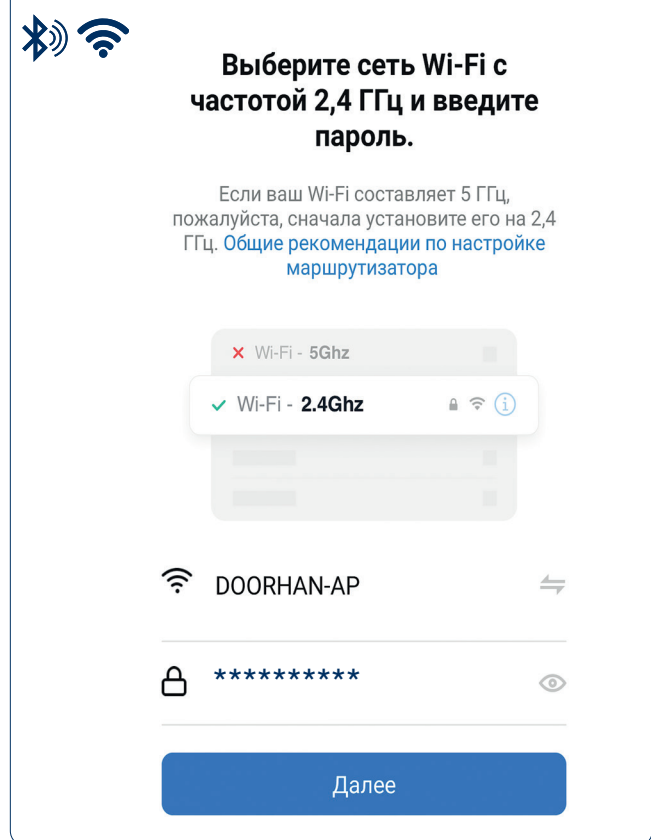 Выберите сеть Wi-Fi с
частотой 2,4 ГГц и введите
пароль.
Если ваш Wi-Fi составляет 5 ГГц,
пожалуйста, сначала установите его на 2,4
ГГц. Общие рекомендации по настройке
маршрутизатора
Wi-Fi - 5Ghz
Wi-Fi - 2.4Ghz
DOORHAN-AP
**********
Далее